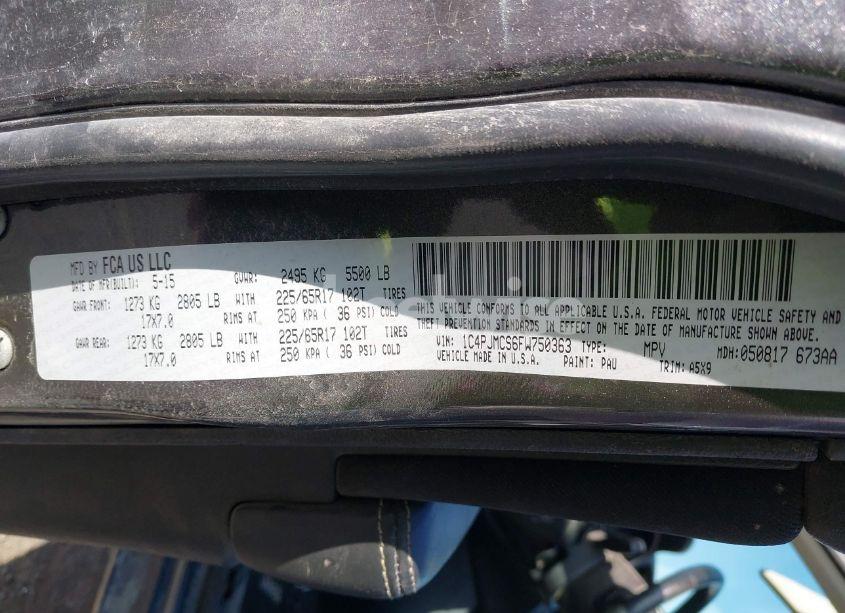 MFD BY FCA US LLC
DATE OF MFR(BUILT): 5-15 GVWR: 2495 KG 5500 LB
GAWR FRONT: 1273 KG 2805 LB WITH 225/65R17 102T TIRES
17X7.0 RIMS AT 250 KPA ( 36 PSI) COLD
GAWR REAR: 1273 KG 2805 LB WITH 225/65R17 102T TIRES
17X7.0 RIMS AT 250 KPA ( 36 PSI) COLD
THIS VEHICLE CONFORMS TO ALL APPLICABLE U.S.A. FEDERAL MOTOR VEHICLE SAFETY AND
THEFT PREVENTION STANDARDS IN EFFECT ON THE DATE OF MANUFACTURE SHOWN ABOVE.
VIN: 1C4PJMCS6FW750363 TYPE: MPV MDH: 050817 673AA
VEHICLE MADE IN U.S.A. PAINT: PAU TRIM: A5X9